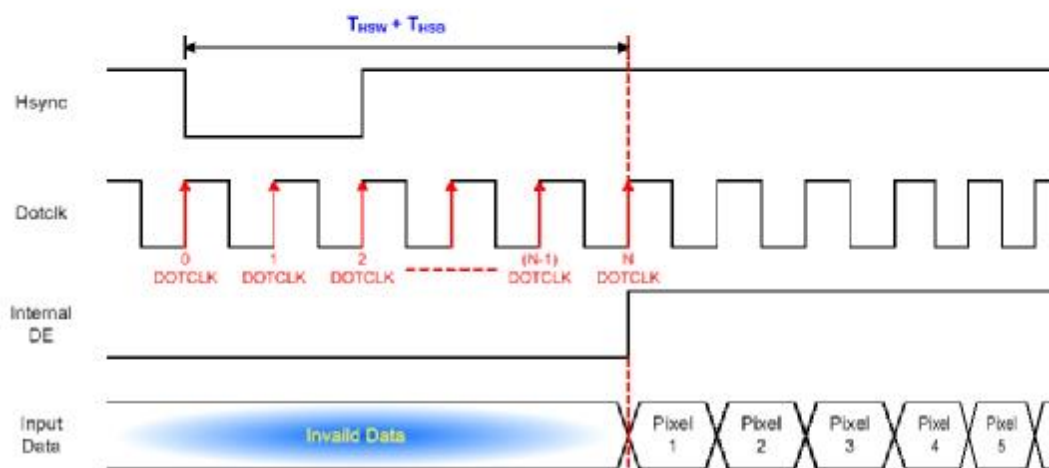 THSW + THSB
Hsync
Dotclk
0
DOTCLK
1
DOTCLK
2
DOTCLK
(N-1)
DOTCLK
N
DOTCLK
Internal
DE
Input
Data
Invaild Data
Pixel
1
Pixel
2
Pixel
3
Pixel
4
Pixel
5